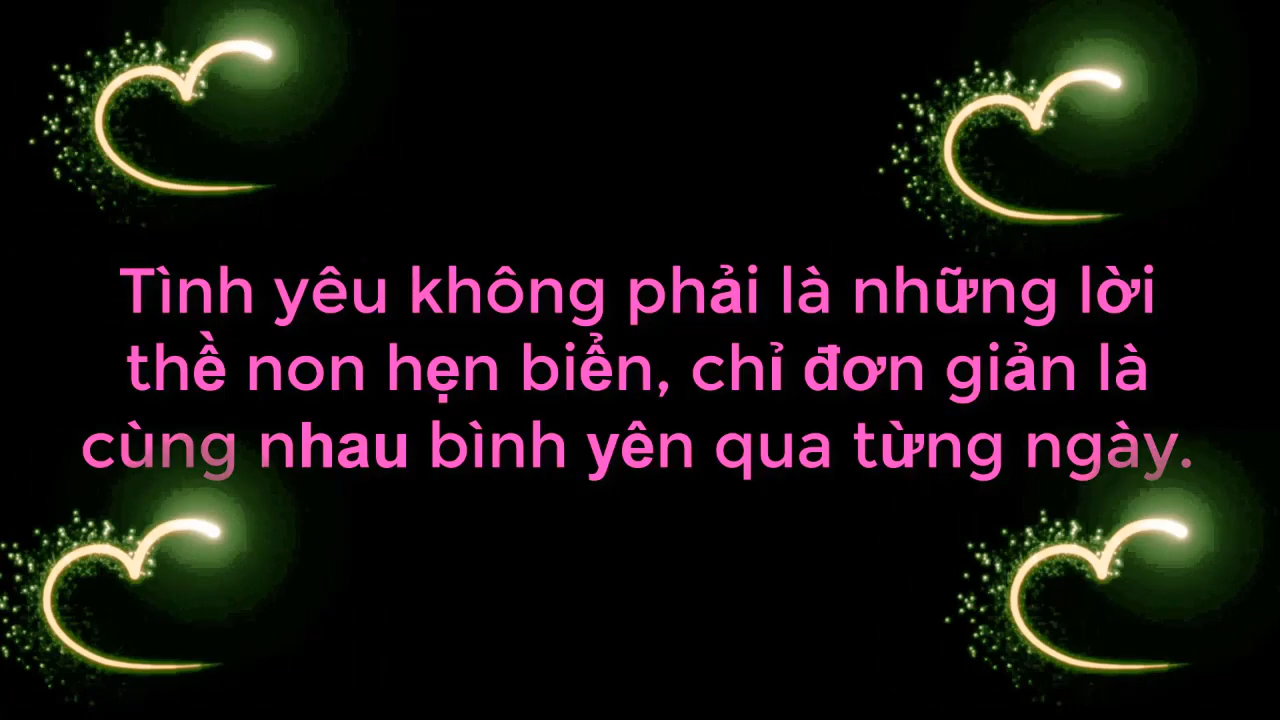 Tình yêu không phải là những lời
thề non hẹn biển, chỉ đơn giản là
cùng nhau bình yên qua từng ngày.